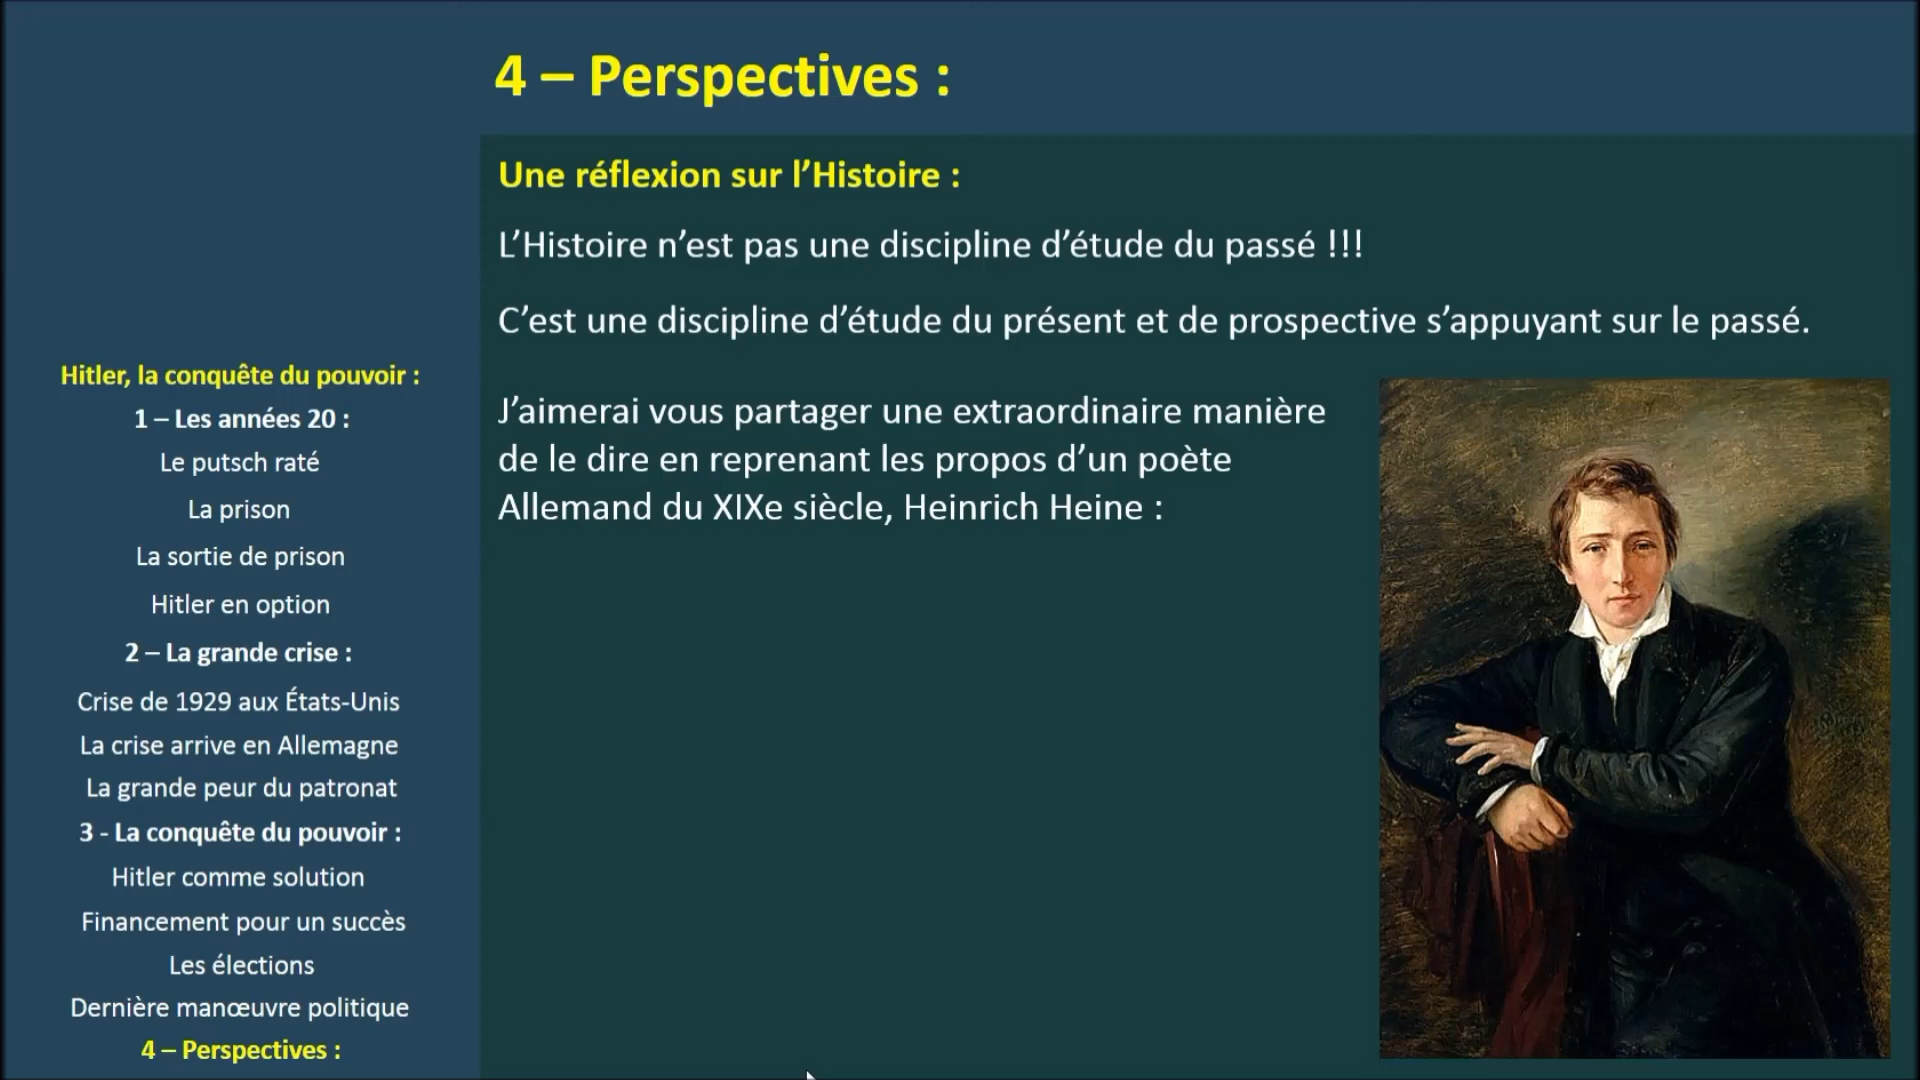 4 – Perspectives :
Une réflexion sur l’Histoire :
L’Histoire n’est pas une discipline d’étude du passé !!!
C’est une discipline d’étude du présent et de prospective s’appuyant sur le passé.
J’aimerai vous partager une extraordinaire manière
de le dire en reprenant les propos d’un poète
Allemand du XIXe siècle, Heinrich Heine :
Hitler, la conquête du pouvoir :
1 – Les années 20 :
Le putsch raté
La prison
La sortie de prison
Hitler en option
2 – La grande crise :
Crise de 1929 aux États-Unis
La crise arrive en Allemagne
La grande peur du patronat
3 - La conquête du pouvoir :
Hitler comme solution
Financement pour un succès
Les élections
Dernière manœuvre politique
4 – Perspectives :